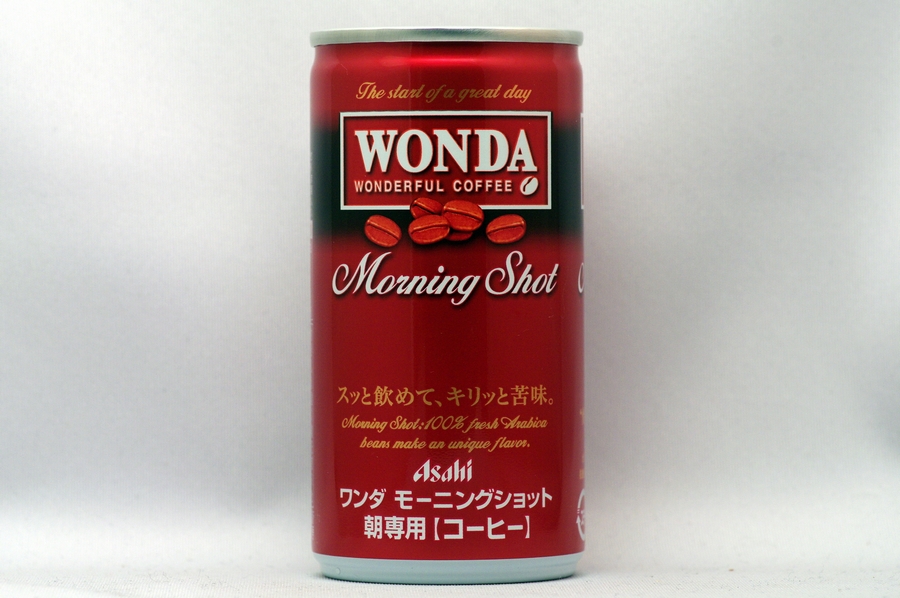 The start of a great day
WONDA
WONDERFUL COFFEE
Morning Shot
スッと飲めて、キリッと苦味。
Morning Shot:100% fresh Arabica
beans make an unique flavor.
Asahi
ワンダ モーニングショット
朝専用【コーヒー】